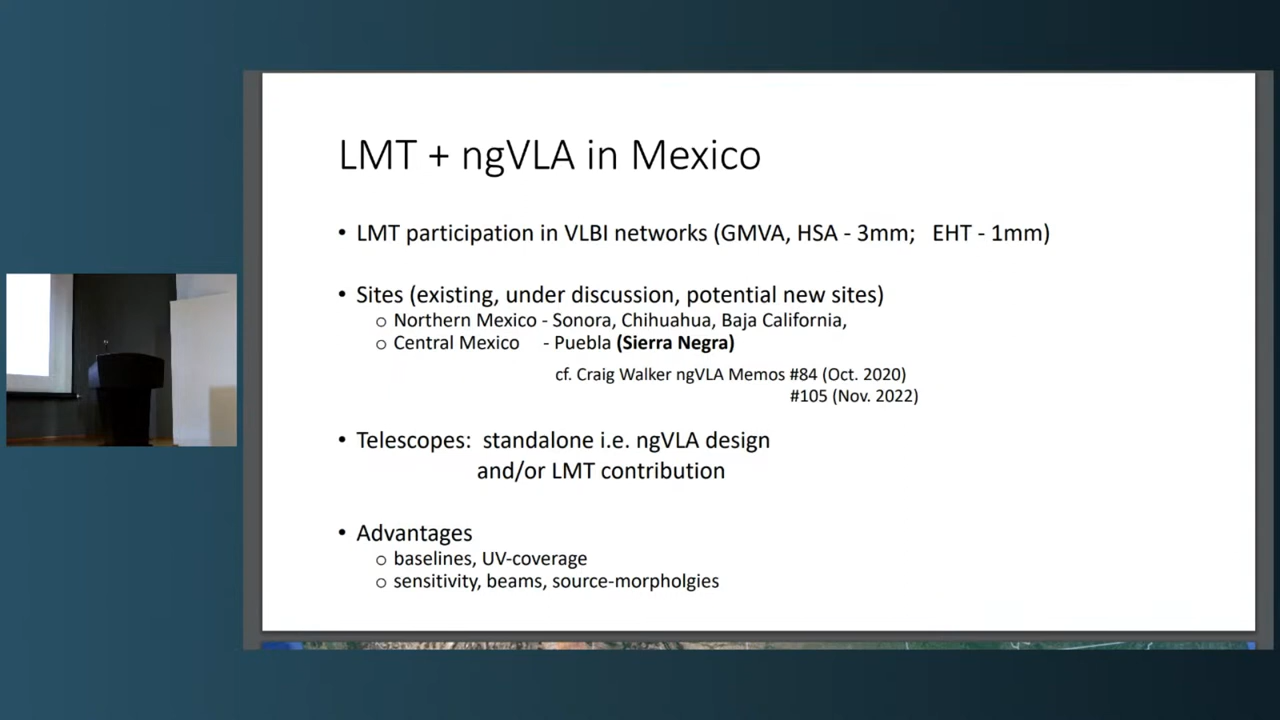 LMT + ngVLA in Mexico
• LMT participation in VLBI networks (GMVA, HSA - 3mm; EHT - 1mm)
• Sites (existing, under discussion, potential new sites)
o Northern Mexico - Sonora, Chihuahua, Baja California,
o Central Mexico - Puebla (Sierra Negra)
cf. Craig Walker ngVLA Memos #84 (Oct. 2020)
#105 (Nov. 2022)
• Telescopes: standalone i.e. ngVLA design
and/or LMT contribution
• Advantages
o baselines, UV-coverage
o sensitivity, beams, source-morpholgies